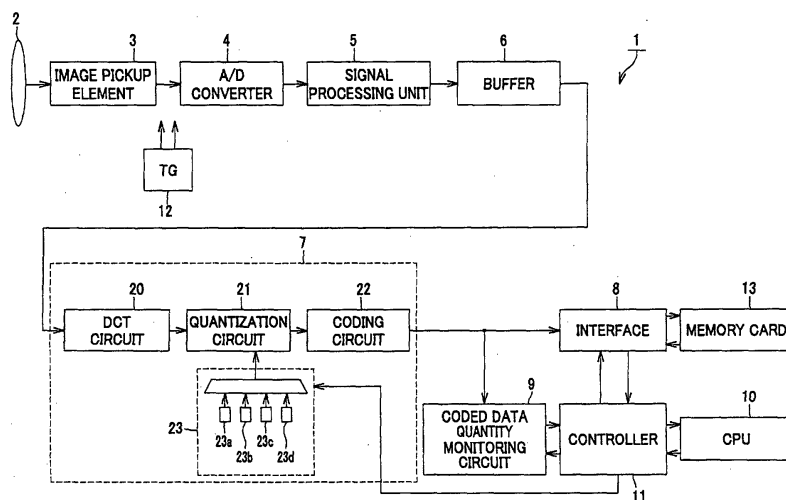 2
3
4
5
6
1
IMAGE PICKUP
ELEMENT
A/D
CONVERTER
SIGNAL
PROCESSING UNIT
BUFFER
TG
12
7
20
21
22
8
13
DCT
CIRCUIT
QUANTIZATION
CIRCUIT
CODING
CIRCUIT
INTERFACE
MEMORY CARD
23
23a
23b
23c
23d
9
CODED DATA
QUANTITY
MONITORING
CIRCUIT
CONTROLLER
11
10
CPU